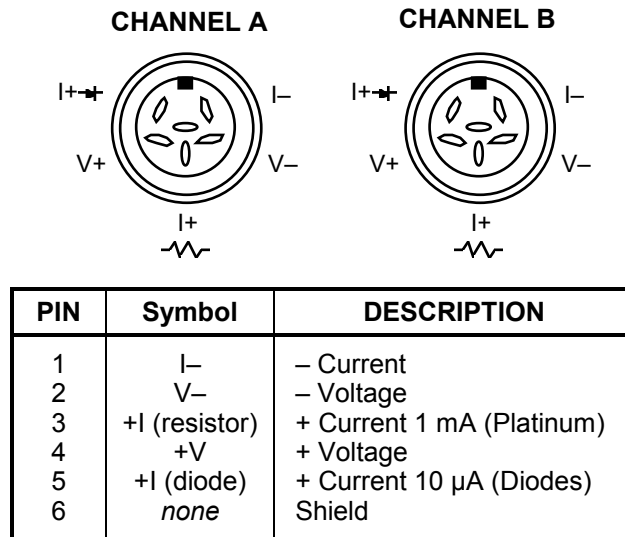 CHANNEL A CHANNEL B
I+ I– I+ I–
V+ V– V+ V–
I+ I+
PIN Symbol DESCRIPTION
1 I– – Current
2 V– – Voltage
3 +I (resistor) + Current 1 mA (Platinum)
4 +V + Voltage
5 +I (diode) + Current 10 µA (Diodes)
6 none Shield